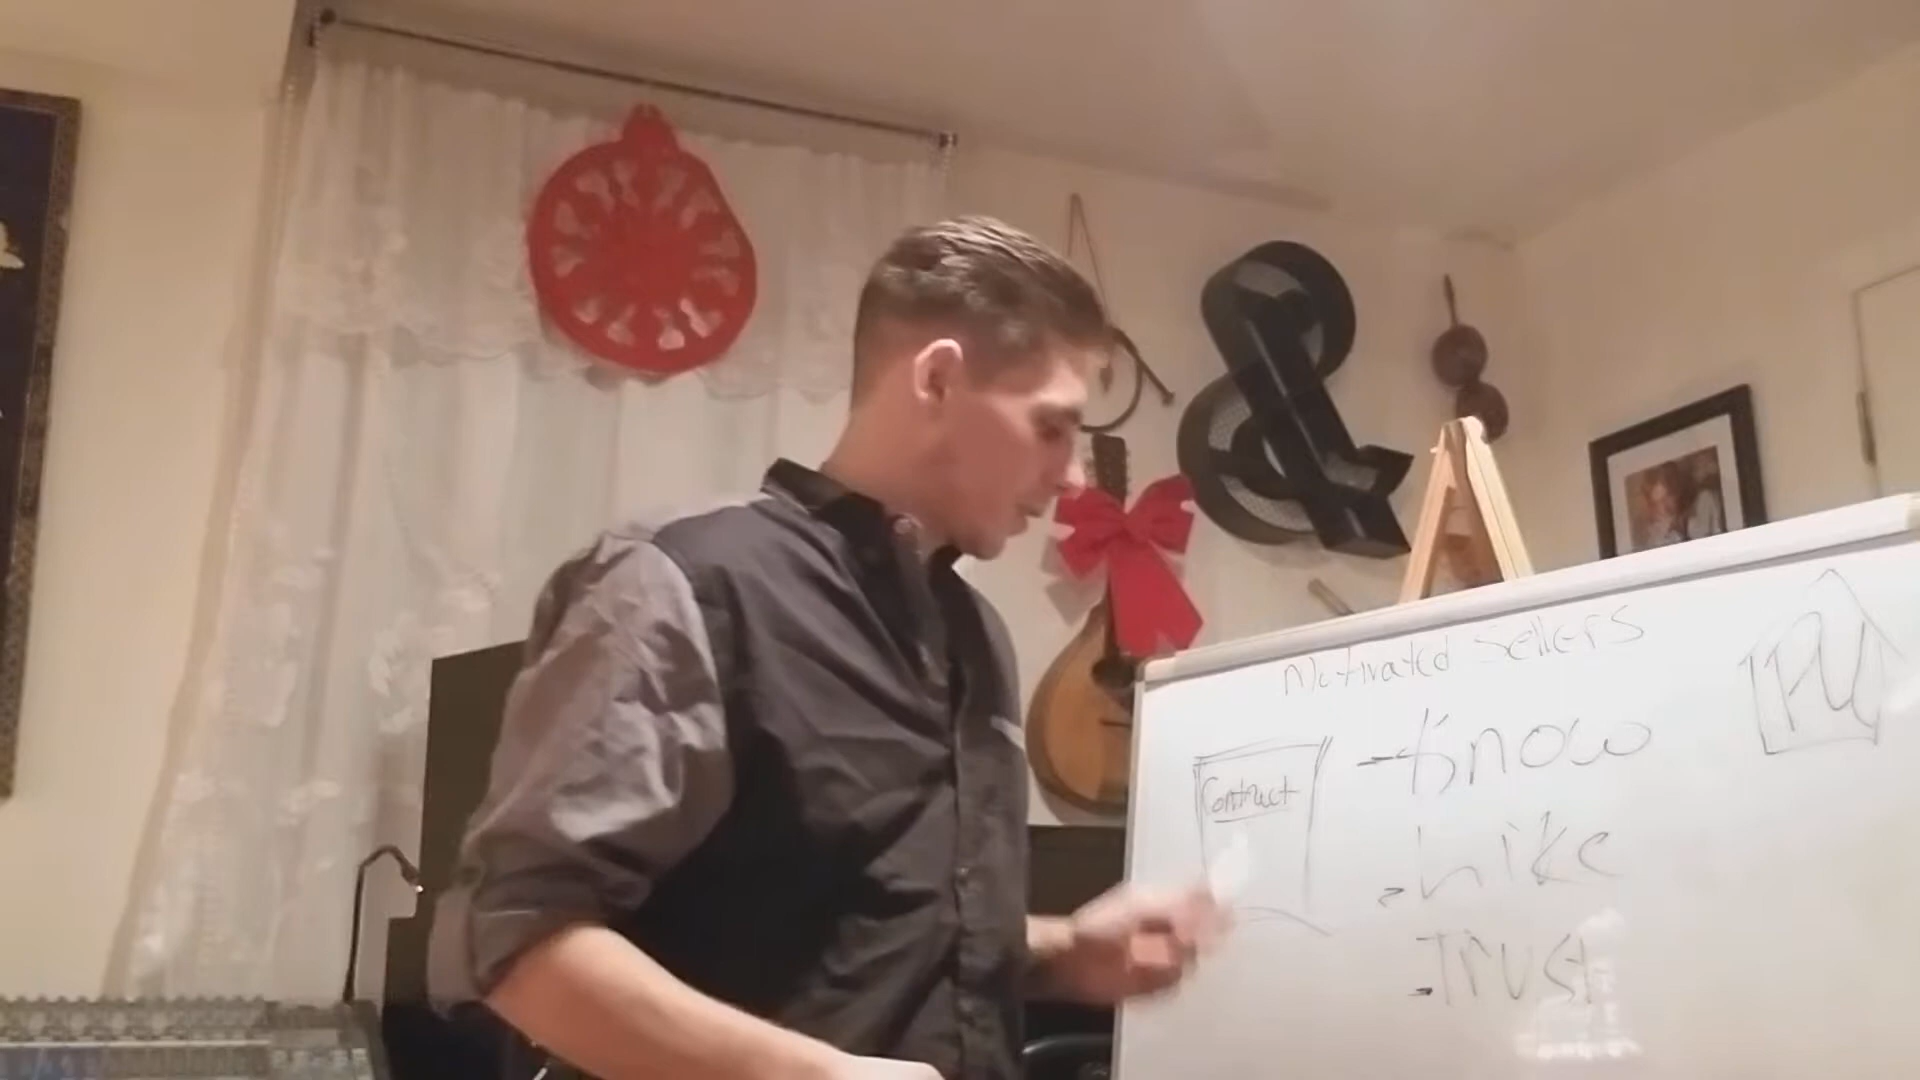 Motivated Sellers
Contract
- Know
- Like
- Trust